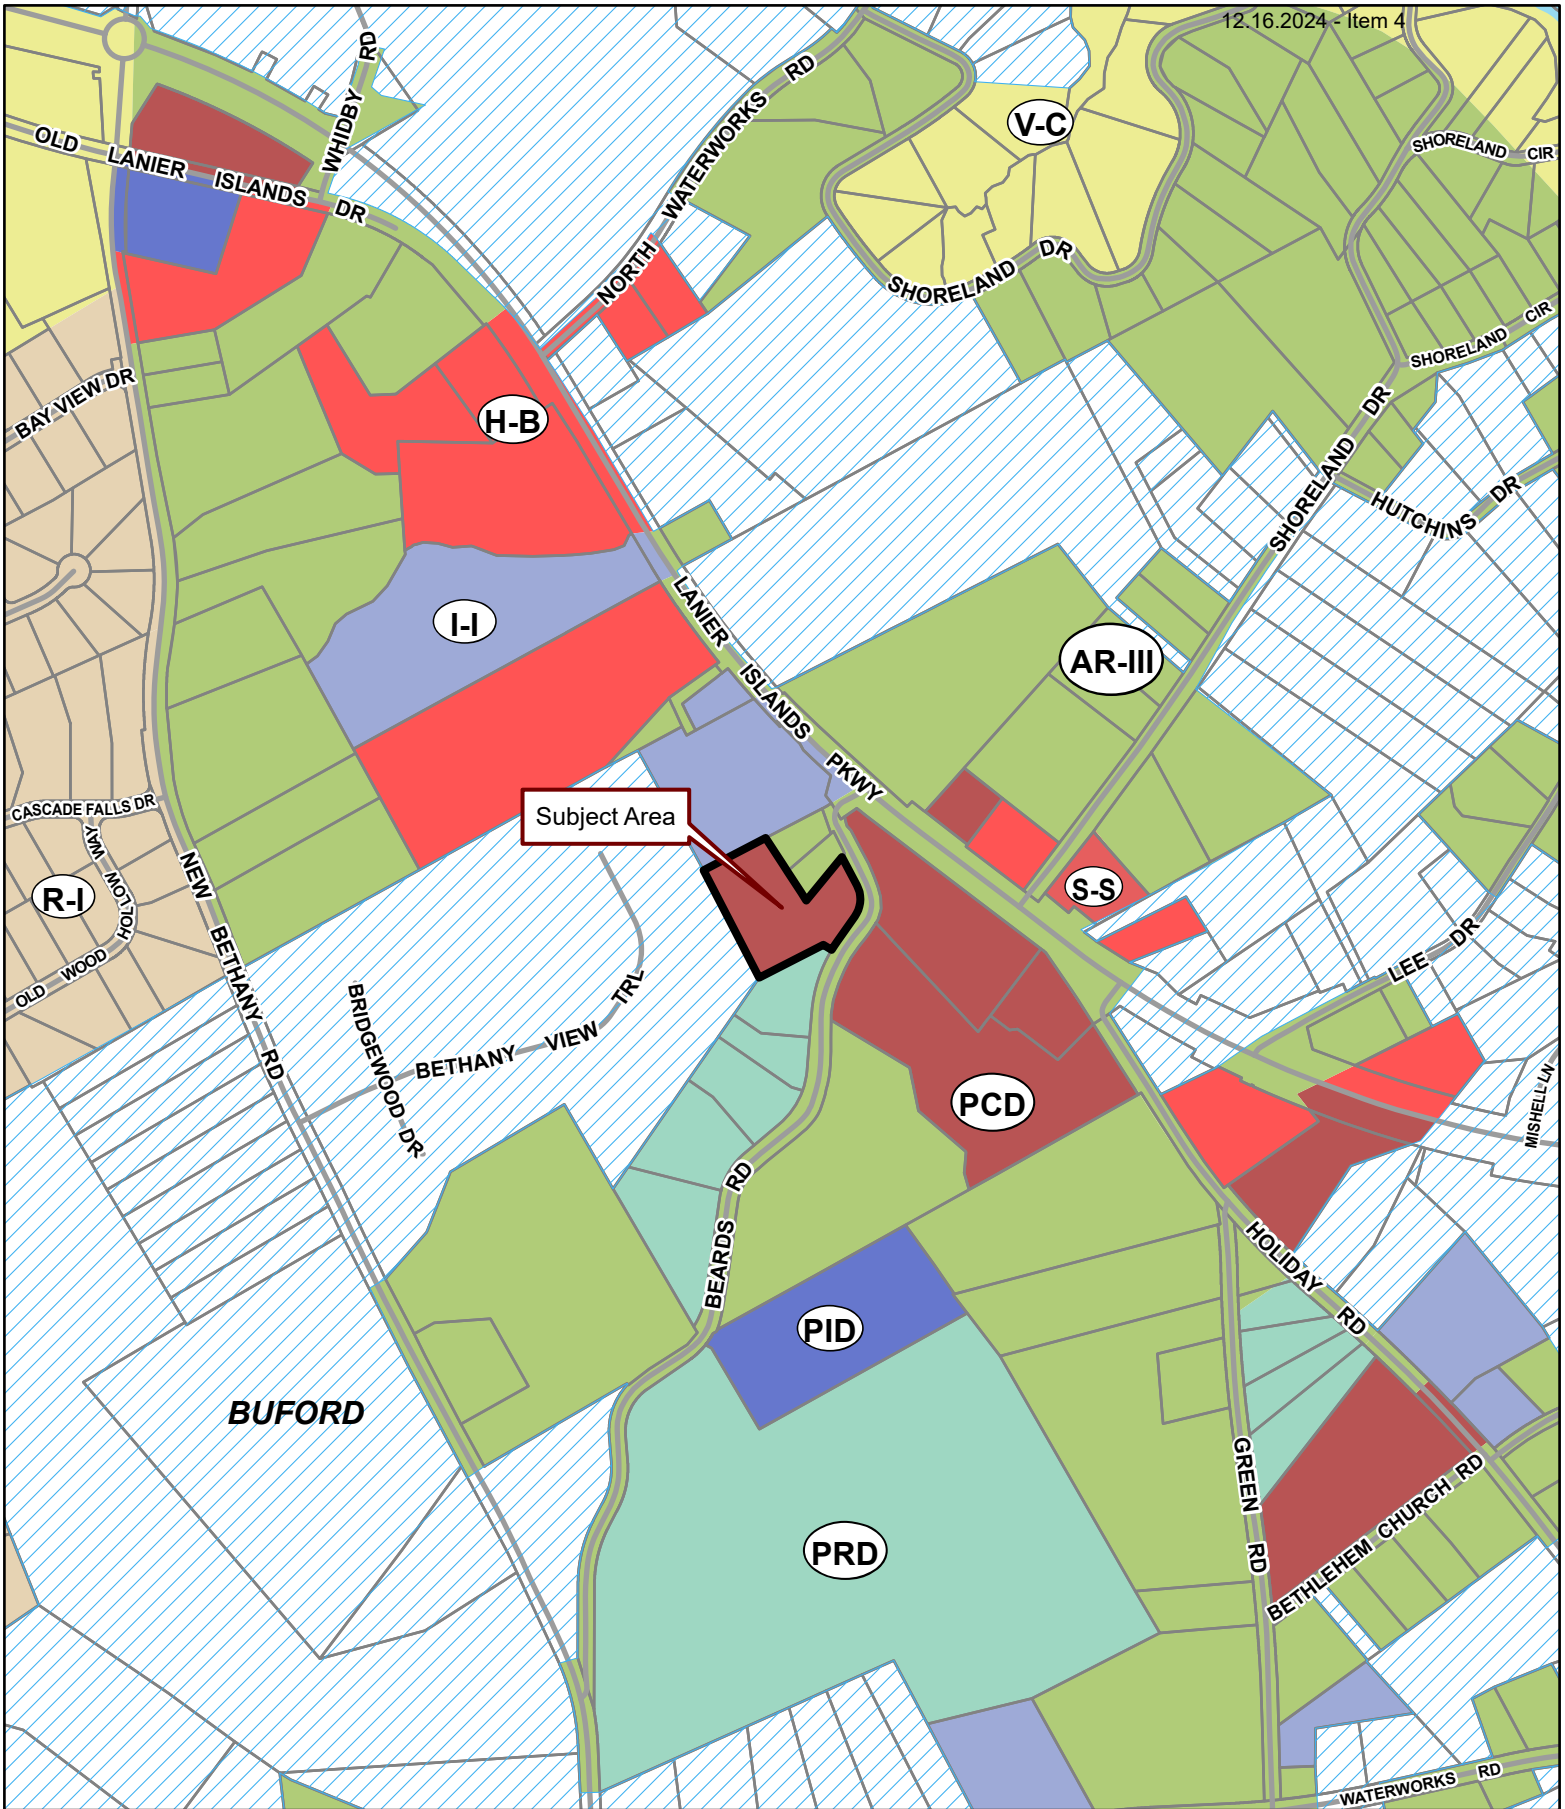 12.16.2024 - Item 4
WHIDBY RD
OLD LANIER ISLANDS DR
NORTH WATERWORKS RD
V-C
SHORELAND CIR
SHORELAND DR
SHORELAND CIR
BAY VIEW DR
H-B
SHORELAND DR
HUTCHINS DR
I-I
LANIER ISLANDS PKWY
AR-III
CASCADE FALLS DR
Subject Area
R-I
HOLLOW WAY
OLD WOOD
NEW BETHANY RD
S-S
LEE DR
BRIDGEWOOD DR
BETHANY VIEW TRL
PCD
MISHELL LN
BEARDS RD
HOLIDAY RD
PID
BUFORD
GREEN RD
BETHLEHEM CHURCH RD
PRD
WATERWORKS RD